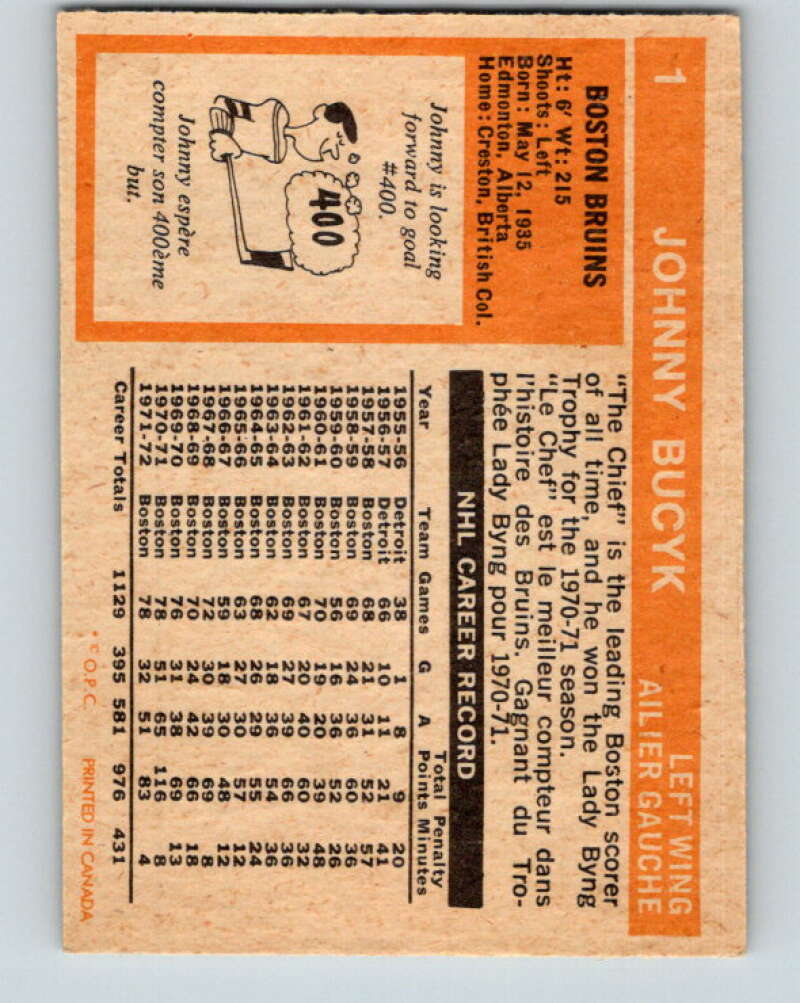 1
JOHNNY BUCYK
LEFT WING
AILIER GAUCHE
BOSTON BRUINS
Ht: 6' Wt: 215
Shoots: Left
Born: May 12, 1935
Edmonton, Alberta
Home: Creston, British Col.
"The Chief" is the leading Boston scorer
of all time, and he won the Lady Byng
Trophy for the 1970-71 season.
"Le Chef" est le meilleur compteur dans
l'histoire des Bruins. Gagnant du Tro-
phée Lady Byng pour 1970-71.
Johnny is looking
forward to goal
#400.
400
Johnny espère
compter son 400ème
but.
NHL CAREER RECORD
Total Penalty
Year Team Games G A Points Minutes
1955-56 Detroit 38 1 8 9 20
1956-57 Detroit 66 10 11 21 41
1957-58 Boston 68 21 31 52 57
1958-59 Boston 69 24 36 60 36
1959-60 Boston 56 16 36 52 26
1960-61 Boston 70 19 20 39 48
1961-62 Boston 67 20 40 60 32
1962-63 Boston 69 27 39 66 36
1963-64 Boston 62 18 36 54 36
1964-65 Boston 68 26 29 55 24
1965-66 Boston 63 27 30 57 12
1966-67 Boston 59 18 30 48 12
1967-68 Boston 72 30 39 69 8
1968-69 Boston 70 24 42 66 18
1969-70 Boston 76 31 38 69 13
1970-71 Boston 78 51 65 116 8
1971-72 Boston 78 32 51 83 4
Career Totals 1129 395 581 976 431
• © O.P.C. PRINTED IN CANADA